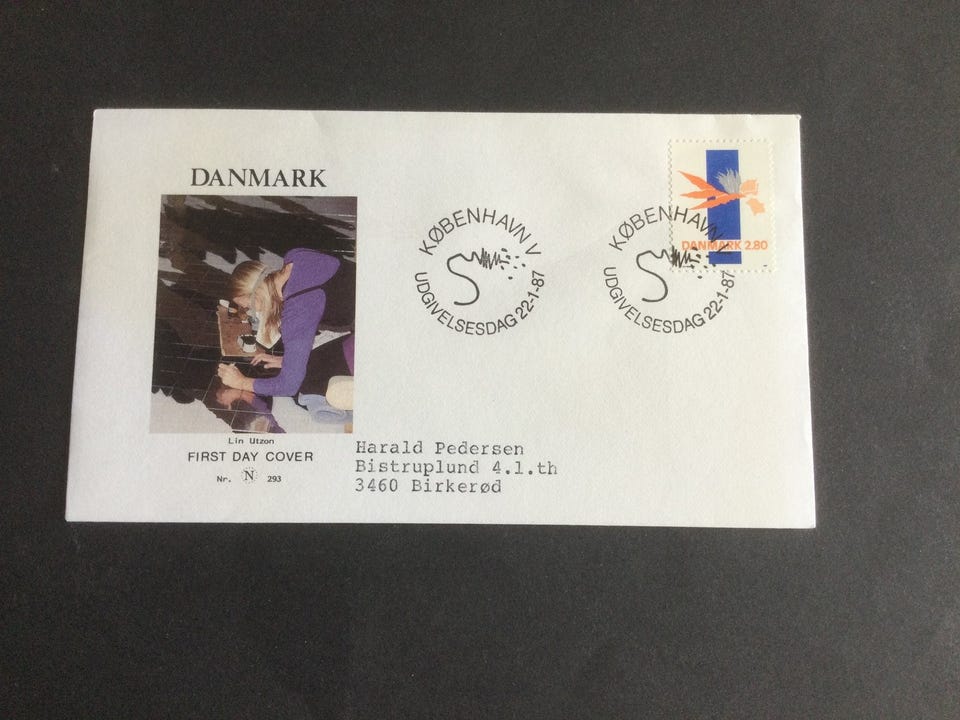 DANMARK
Lin Utzon
FIRST DAY COVER
Nr. N 293
KØBENHAVN V
UDGIVELSESDAG 22-1-87
KØBENHAVN V
UDGIVELSESDAG 22-1-87
DANMARK 2.80
Harald Pedersen
Bistruplund 4.1.th
3460 Birkerød